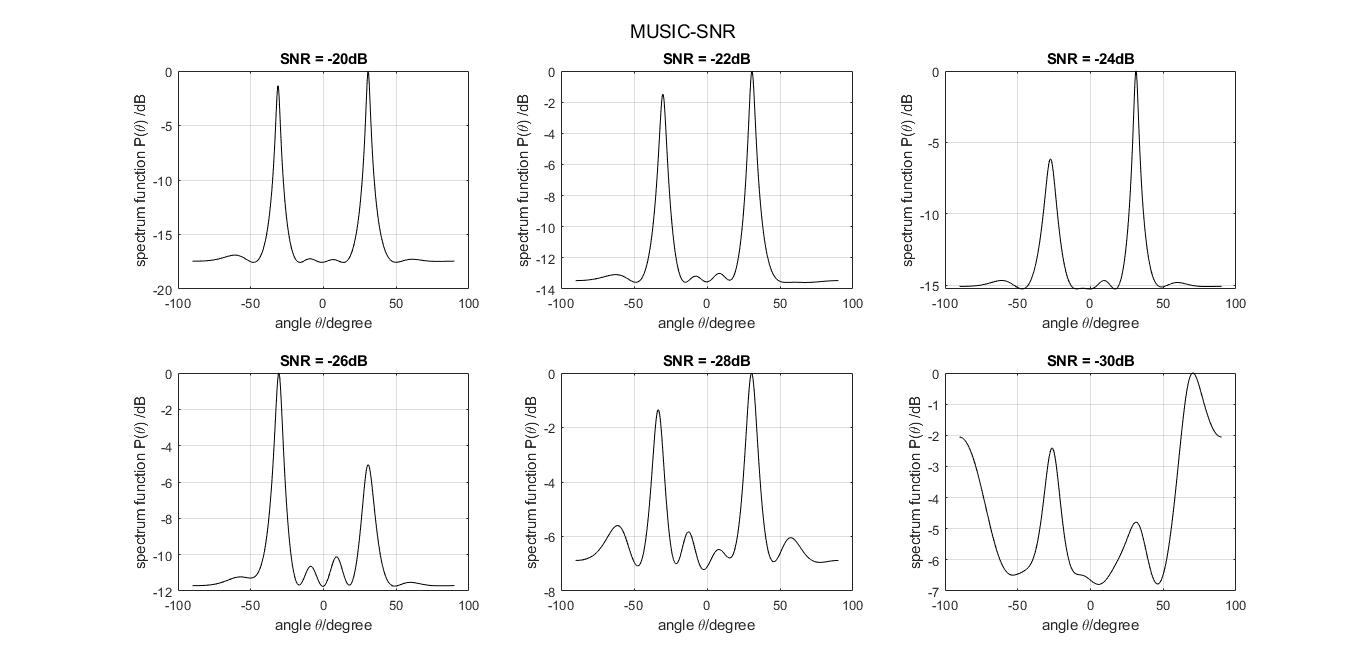 MUSIC-SNR
SNR = -20dB
0
-5
-10
-15
-20
spectrum function P(θ) /dB
-100 -50 0 50 100
angle θ/degree
SNR = -22dB
0
-2
-4
-6
-8
-10
-12
-14
spectrum function P(θ) /dB
-100 -50 0 50 100
angle θ/degree
SNR = -24dB
0
-5
-10
-15
spectrum function P(θ) /dB
-100 -50 0 50 100
angle θ/degree
SNR = -26dB
0
-2
-4
-6
-8
-10
-12
spectrum function P(θ) /dB
-100 -50 0 50 100
angle θ/degree
SNR = -28dB
0
-2
-4
-6
-8
spectrum function P(θ) /dB
-100 -50 0 50 100
angle θ/degree
SNR = -30dB
0
-1
-2
-3
-4
-5
-6
-7
spectrum function P(θ) /dB
-100 -50 0 50 100
angle θ/degree